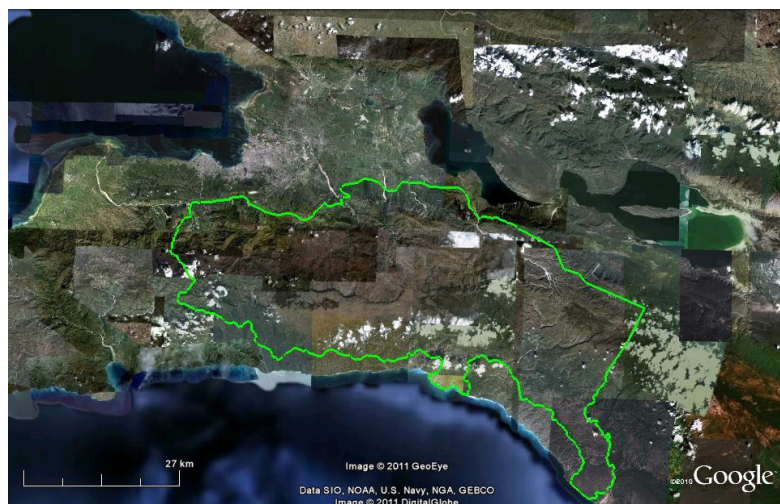 27 km
Image © 2011 GeoEye
Data SIO, NOAA, U.S. Navy, NGA, GEBCO
Image © 2011 DigitalGlobe
©2010 Google